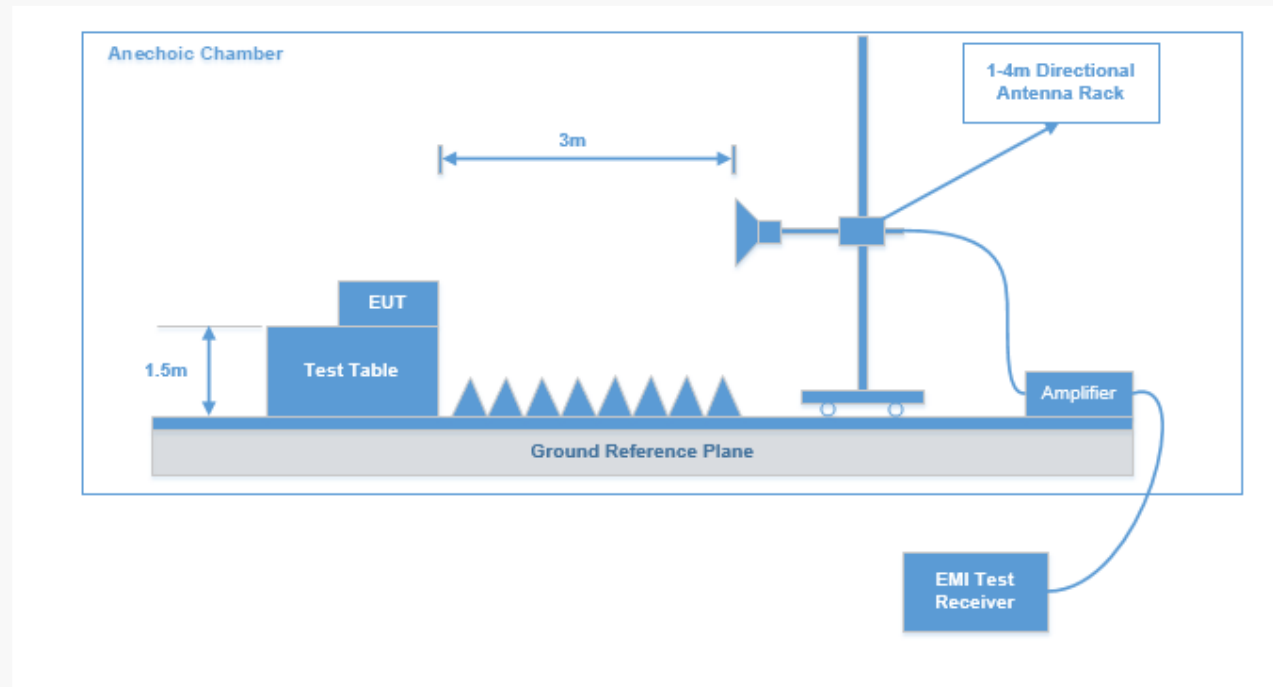 Anechoic Chamber
1-4m Directional
Antenna Rack
3m
EUT
1.5m
Test Table
Amplifier
Ground Reference Plane
EMI Test
Receiver